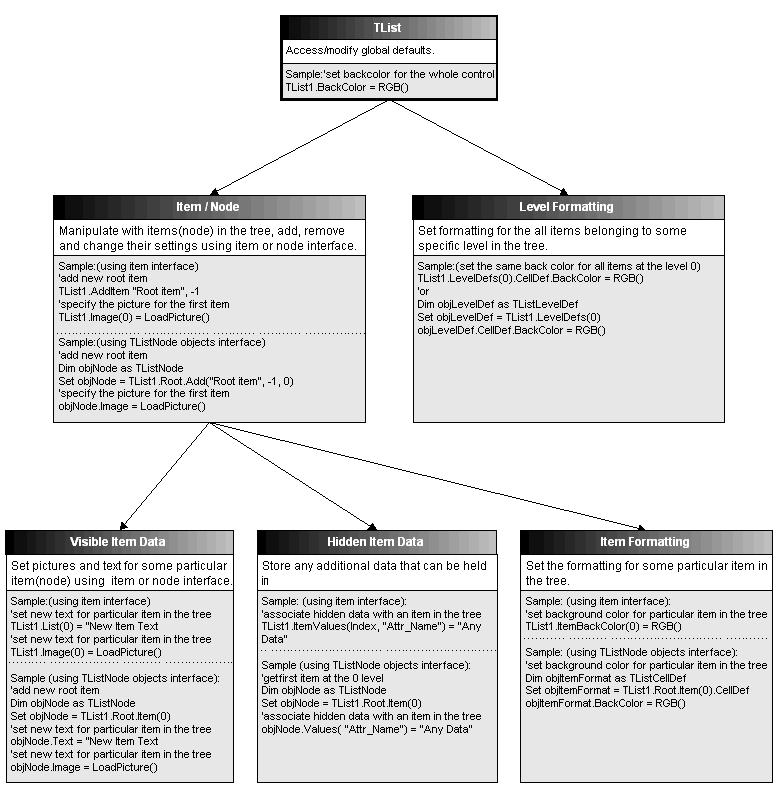 TList
Access/modify global defaults.
Sample:'set backcolor for the whole control
TList1.BackColor = RGB()
Item / Node
Manipulate with items(node) in the tree, add, remove
and change their settings using item or node interface.
Sample:(using item interface)
'add new root item
TList1.AddItem "Root item", -1
'specify the picture for the first item
TList1.Image(0) = LoadPicture()
Sample:(using TListNode objects interface)
'add new root item
Dim objNode as TListNode
Set objNode = TList1.Root.Add("Root item", -1, 0)
'specify the picture for the first item
objNode.Image = LoadPicture()
Level Formatting
Set formatting for the all items belonging to some
specific level in the tree.
Sample:(set the same back color for all items at the level 0)
TList1.LevelDefs(0).CellDef.BackColor = RGB()
'or
Dim objLevelDef as TListLevelDef
Set objLevelDef = TList1.LevelDefs(0)
objLevelDef.CellDef.BackColor = RGB()
Visible Item Data
Set pictures and text for some particular
item(node) using item or node interface.
Sample:(using item interface)
'set new text for particular item in the tree
TList1.List(0) = "New Item Text
'set new text for particular item in the tree
TList1.Image(0) = LoadPicture()
Sample (using TListNode objects interface):
'add new root item
Dim objNode as TListNode
Set objNode = TList1.Root.Item(0)
'set new text for particular item in the tree
objNode.Text = "New Item Text
'set new text for particular item in the tree
objNode.Image = LoadPicture()
Hidden Item Data
Store any additional data that can be held
in
Sample: (using item interface):
'associate hidden data with an item in the tree
TList1.ItemValues(Index, "Attr_Name") = "Any
Data"
Sample (using TListNode objects interface):
'getfirst item at the 0 level
Dim objNode as TListNode
Set objNode = TList1.Root.Item(0)
'associate hidden data with an item in the tree
objNode.Values( "Attr_Name") = "Any Data"
Item Formatting
Set the formatting for some particular item in
the tree.
Sample: (using item interface):
'set background color for particular item in the tree
TList1.ItemBackColor(0) = RGB()
Sample: (using TListNode objects interface):
'set background color for particular item in the tree
Dim objItemFormat as TListCellDef
Set objItemFormat = TList1.Root.Item(0).CellDef
objItemFormat.BackColor = RGB()